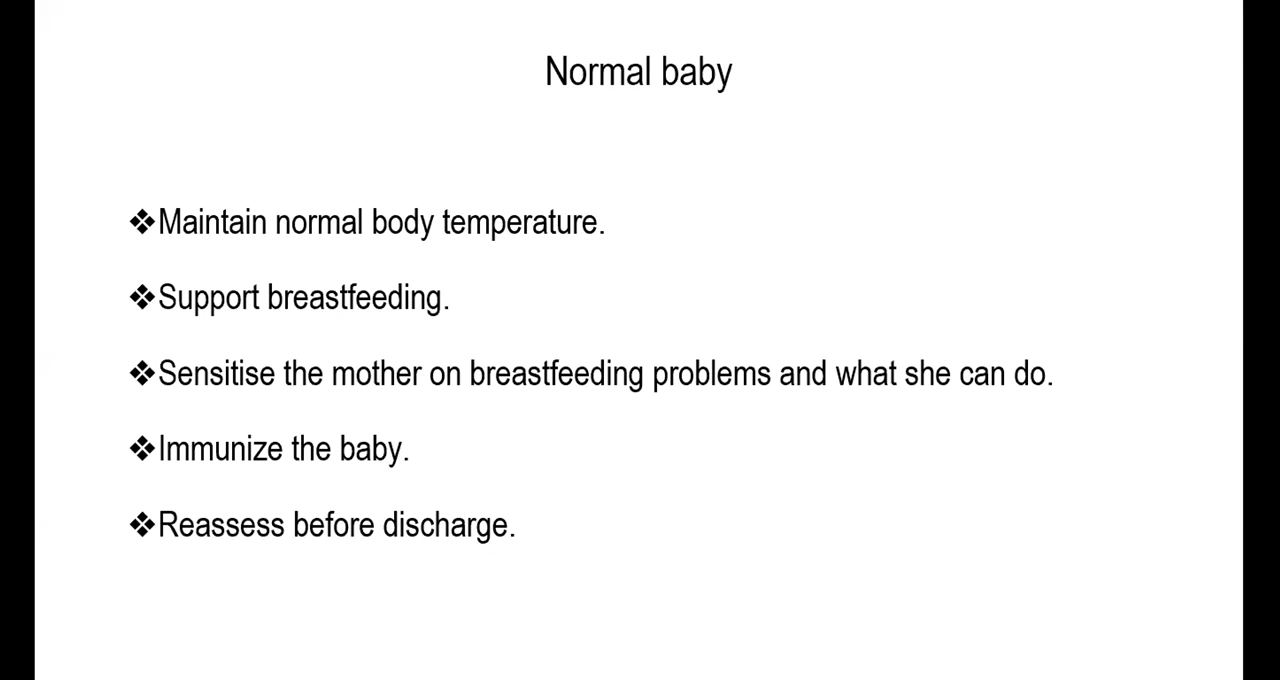 Normal baby
❖Maintain normal body temperature.
❖Support breastfeeding.
❖Sensitise the mother on breastfeeding problems and what she can do.
❖Immunize the baby.
❖Reassess before discharge.